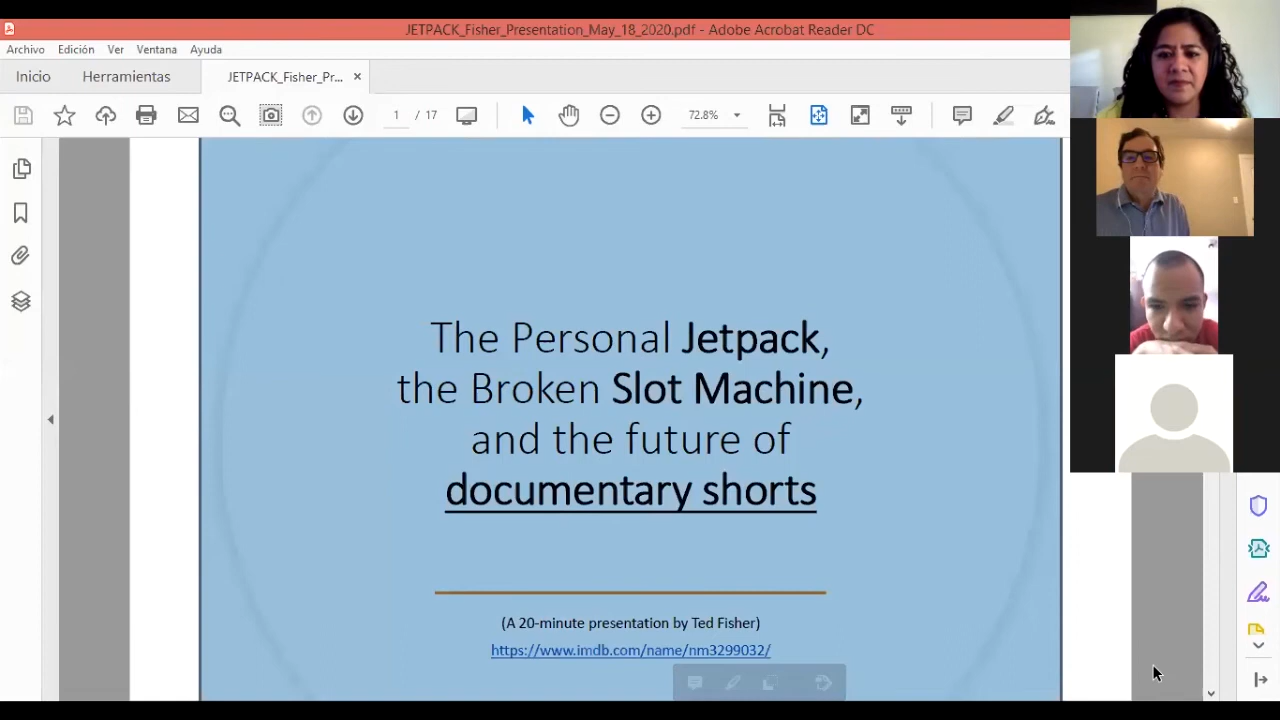 JETPACK_Fisher_Presentation_May_18_2020.pdf - Adobe Acrobat Reader DC
Archivo Edición Ver Ventana Ayuda
Inicio Herramientas JETPACK_Fisher_Pr... ×
1 / 17 72.8%
The Personal Jetpack,
the Broken Slot Machine,
and the future of
documentary shorts
(A 20-minute presentation by Ted Fisher)
https://www.imdb.com/name/nm3299032/